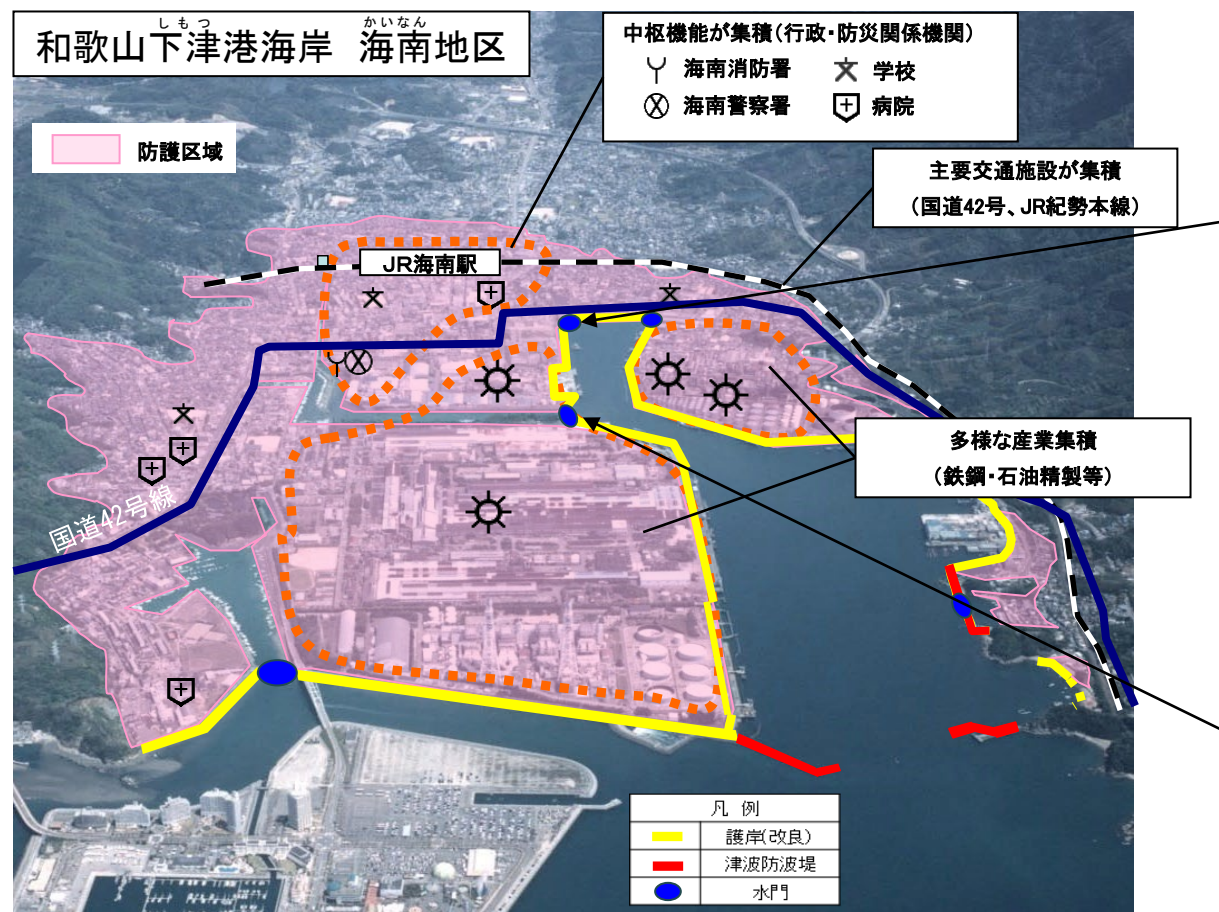 しもつ かいなん
和歌山下津港海岸 海南地区
防護区域
中枢機能が集積(行政・防災関係機関)
海南消防署 学校
海南警察署 病院
主要交通施設が集積
(国道42号、JR紀勢本線)
JR海南駅
多様な産業集積
(鉄鋼・石油精製等)
国道42号線
凡 例
護岸(改良)
津波防波堤
水門